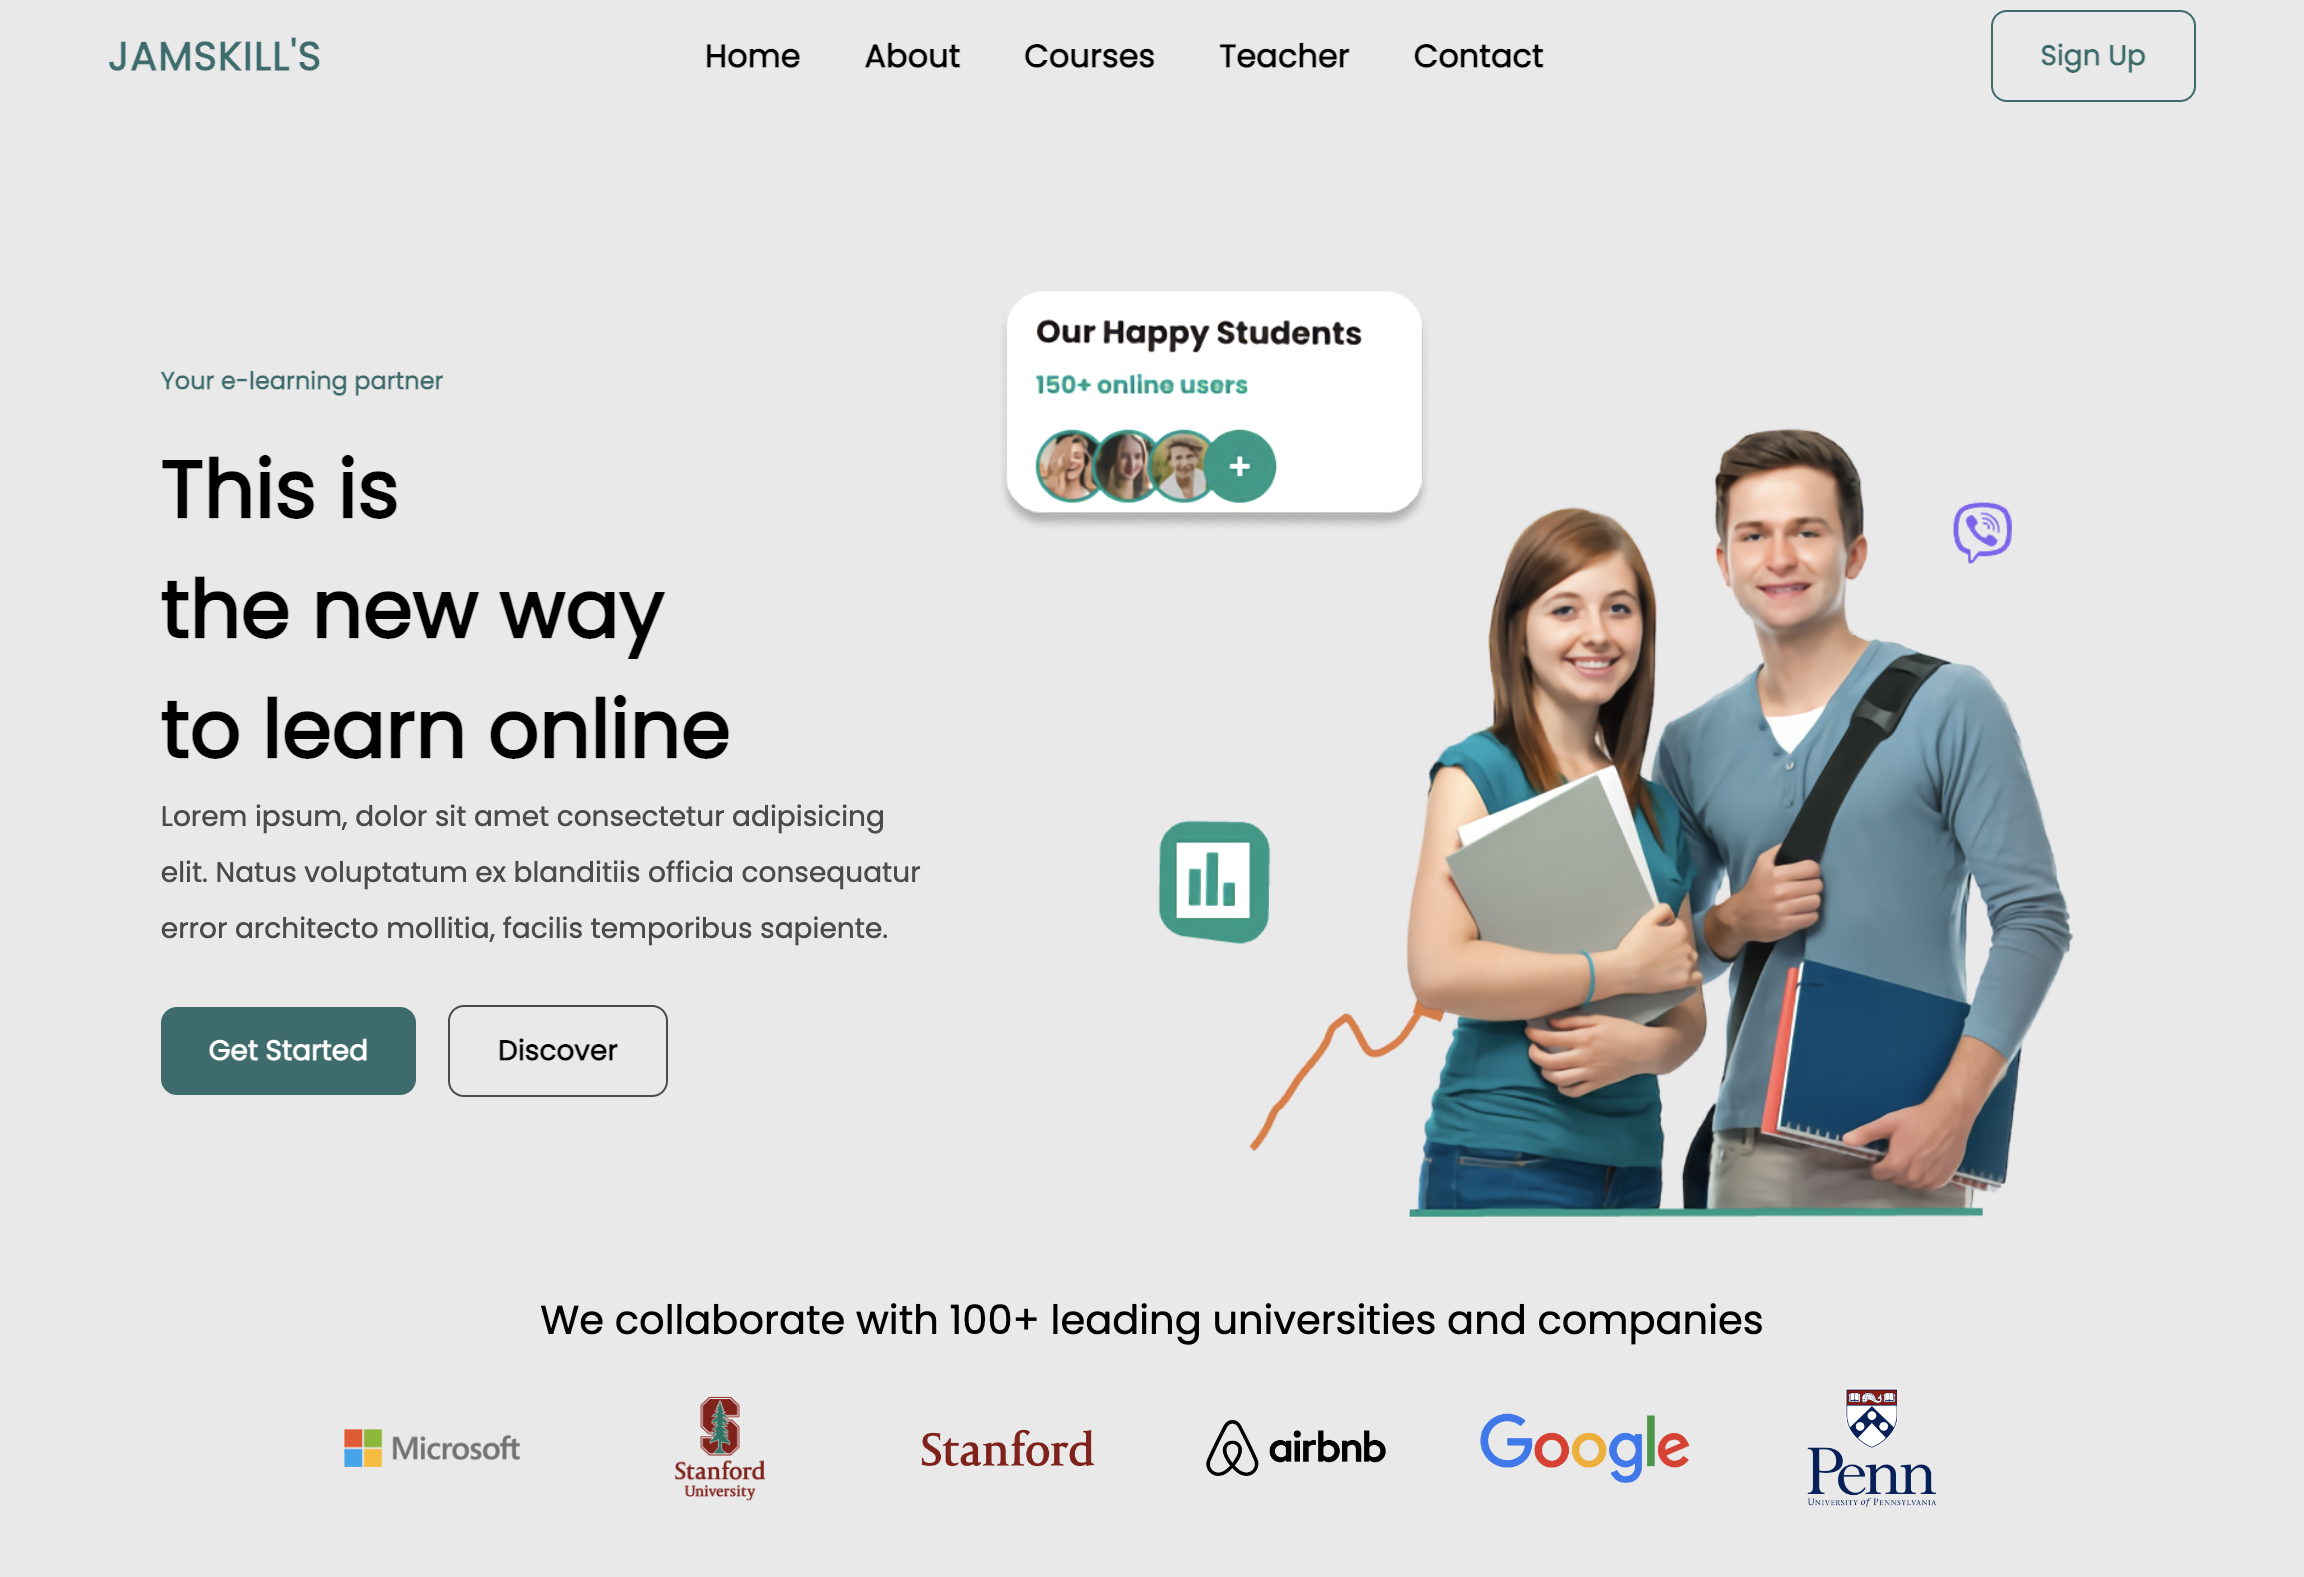 JAMSKILL'S
Home
About
Courses
Teacher
Contact
Sign Up
Your e-learning partner
This is
the new way
to learn online
Lorem ipsum, dolor sit amet consectetur adipisicing
elit. Natus voluptatum ex blanditiis officia consequatur
error architecto mollitia, facilis temporibus sapiente.
Get Started
Discover
Our Happy Students
150+ online users
+
We collaborate with 100+ leading universities and companies
Microsoft
S
Stanford
University
Stanford
airbnb
Google
Penn
University of Pennsylvania